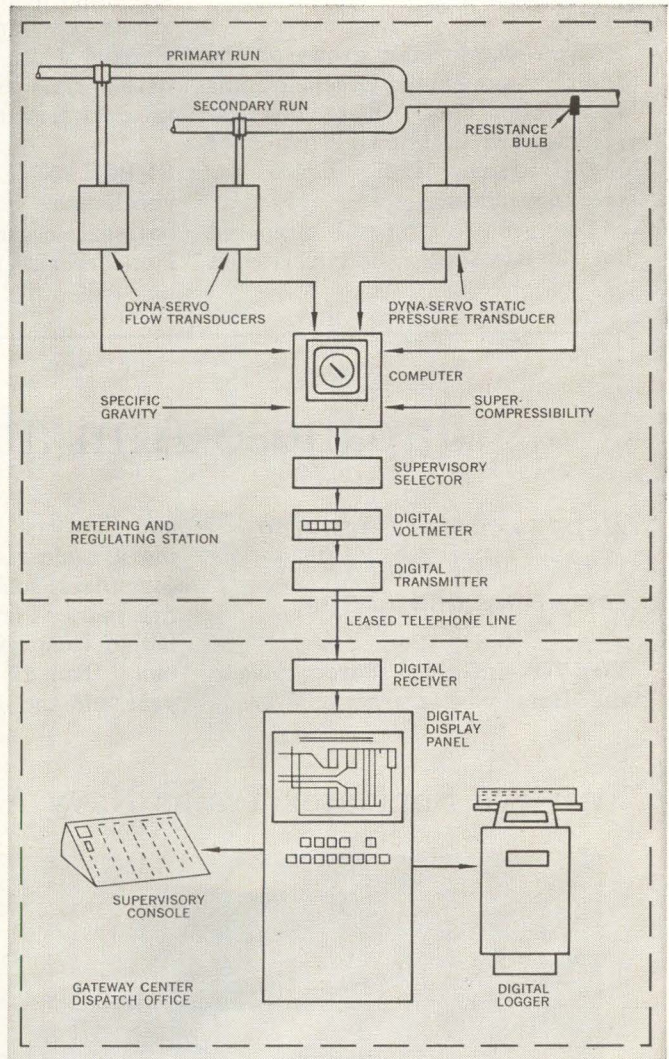 PRIMARY RUN
SECONDARY RUN
RESISTANCE
BULB
DYNA-SERVO
FLOW TRANSDUCERS
DYNA-SERVO STATIC
PRESSURE TRANSDUCER
COMPUTER
SPECIFIC
GRAVITY
SUPER-
COMPRESSIBILITY
SUPERVISORY
SELECTOR
METERING AND
REGULATING STATION
DIGITAL
VOLTMETER
DIGITAL
TRANSMITTER
LEASED TELEPHONE LINE
DIGITAL
RECEIVER
DIGITAL
DISPLAY
PANEL
SUPERVISORY
CONSOLE
GATEWAY CENTER
DISPATCH OFFICE
DIGITAL
LOGGER